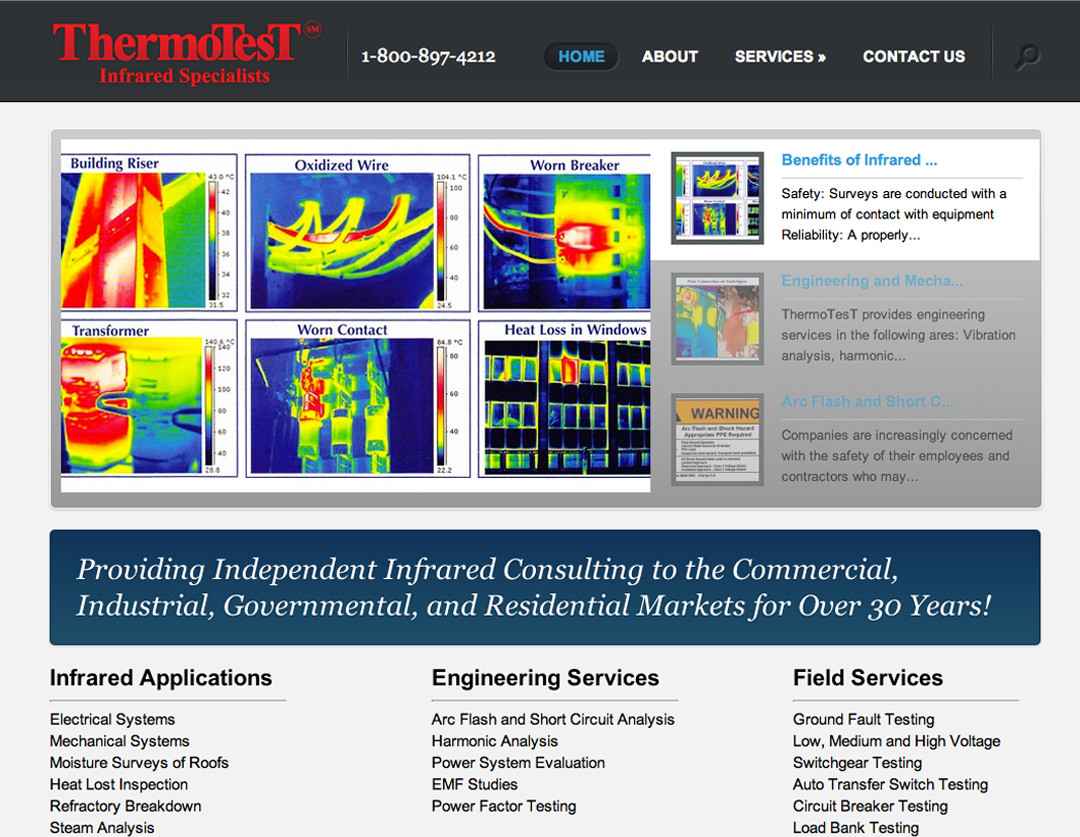 ThermoTesT SM
Infrared Specialists
1-800-897-4212
HOME
ABOUT
SERVICES »
CONTACT US
Building Riser
43.0 °C
42
40
38
36
34
32
31.5
Oxidized Wire
104.1 °C
100
80
60
40
24.5
Worn Breaker
Transformer
140.6 °C
140
120
100
80
60
40
Worn Contact
84.8 °C
80
60
40
22.2
Heat Loss in Windows
Benefits of Infrared ...
Safety: Surveys are conducted with a
minimum of contact with equipment
Reliability: A properly...
Engineering and Mecha...
ThermoTesT provides engineering
services in the following ares: Vibration
analysis, harmonic...
WARNING
Arc Flash and Shock Hazard
Appropriate PPE Required
Arc Flash and Short C...
Companies are increasingly concerned
with the safety of their employees and
contractors who may...
Providing Independent Infrared Consulting to the Commercial,
Industrial, Governmental, and Residential Markets for Over 30 Years!
Infrared Applications
Electrical Systems
Mechanical Systems
Moisture Surveys of Roofs
Heat Lost Inspection
Refractory Breakdown
Steam Analysis
Engineering Services
Arc Flash and Short Circuit Analysis
Harmonic Analysis
Power System Evaluation
EMF Studies
Power Factor Testing
Field Services
Ground Fault Testing
Low, Medium and High Voltage
Switchgear Testing
Auto Transfer Switch Testing
Circuit Breaker Testing
Load Bank Testing